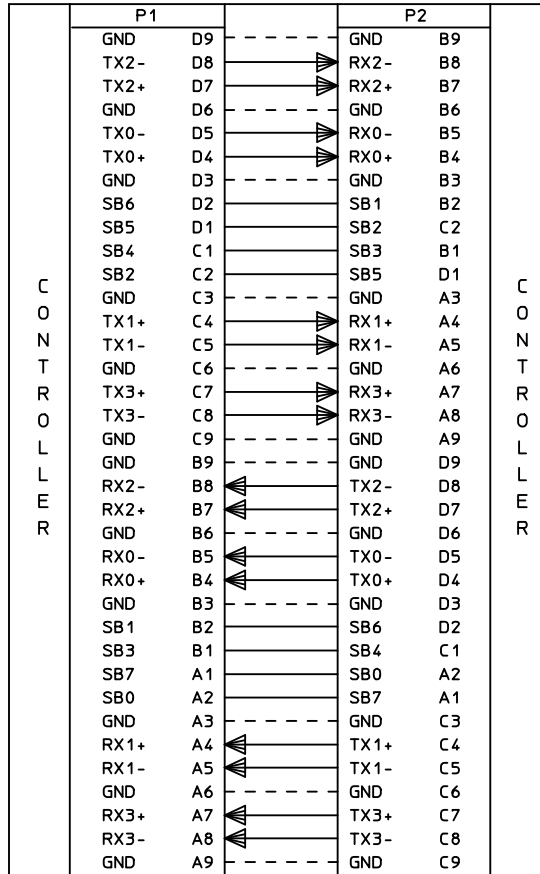 P1 P2
GND D9 GND B9
TX2- D8 RX2- B8
TX2+ D7 RX2+ B7
GND D6 GND B6
TX0- D5 RX0- B5
TX0+ D4 RX0+ B4
GND D3 GND B3
SB6 D2 SB1 B2
SB5 D1 SB2 C2
SB4 C1 SB3 B1
SB2 C2 SB5 D1
GND C3 GND A3
TX1+ C4 RX1+ A4
TX1- C5 RX1- A5
GND C6 GND A6
TX3+ C7 RX3+ A7
TX3- C8 RX3- A8
GND C9 GND A9
GND B9 GND D9
RX2- B8 TX2- D8
RX2+ B7 TX2+ D7
GND B6 GND D6
RX0- B5 TX0- D5
RX0+ B4 TX0+ D4
GND B3 GND D3
SB1 B2 SB6 D2
SB3 B1 SB4 C1
SB7 A1 SB0 A2
SB0 A2 SB7 A1
GND A3 GND C3
RX1+ A4 TX1+ C4
RX1- A5 TX1- C5
GND A6 GND C6
RX3+ A7 TX3+ C7
RX3- A8 TX3- C8
GND A9 GND C9
CONTROLLER
CONTROLLER